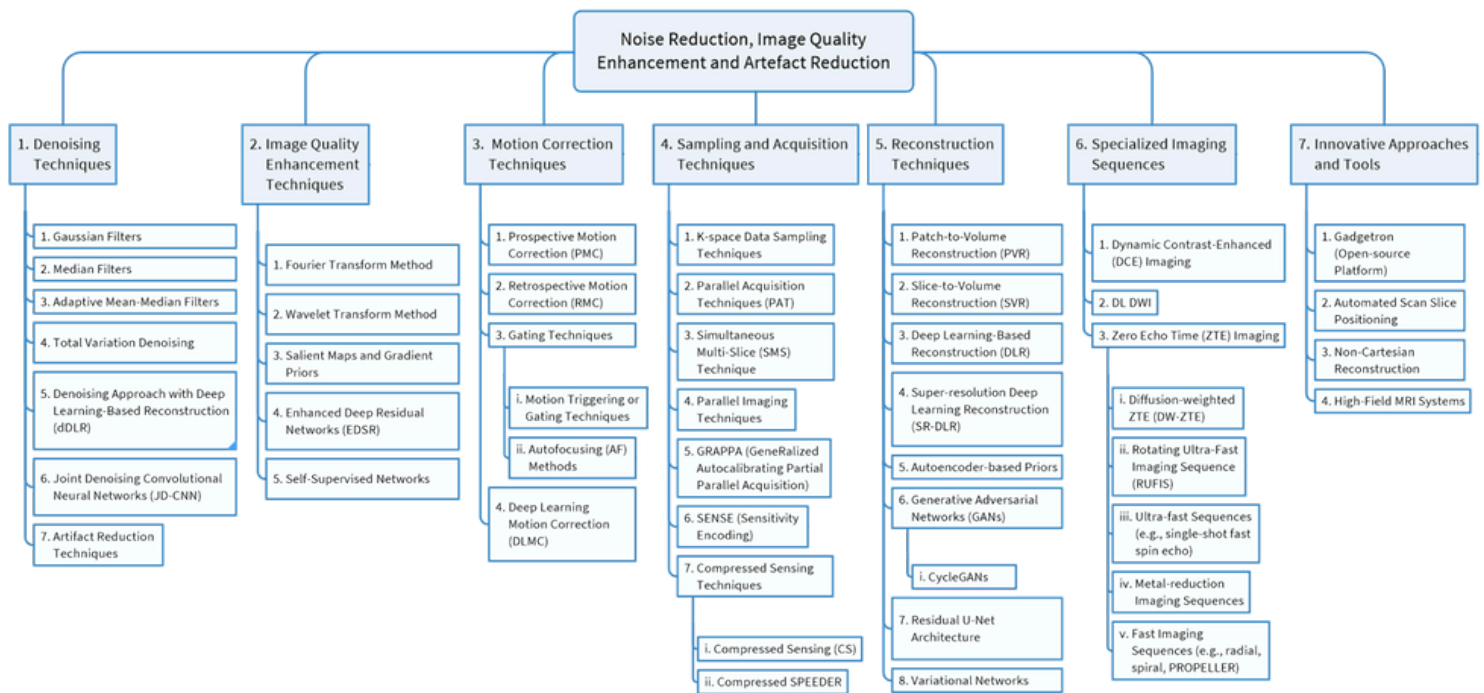 Noise Reduction, Image Quality
Enhancement and Artefact Reduction
1. Denoising
Techniques
1. Gaussian Filters
2. Median Filters
3. Adaptive Mean-Median Filters
4. Total Variation Denoising
5. Denoising Approach with Deep
Learning-Based Reconstruction
(dDLR)
6. Joint Denoising Convolutional
Neural Networks (JD-CNN)
7. Artifact Reduction
Techniques
2. Image Quality
Enhancement
Techniques
1. Fourier Transform Method
2. Wavelet Transform Method
3. Salient Maps and Gradient
Priors
4. Enhanced Deep Residual
Networks (EDSR)
5. Self-Supervised Networks
3. Motion Correction
Techniques
1. Prospective Motion
Correction (PMC)
2. Retrospective Motion
Correction (RMC)
3. Gating Techniques
i. Motion Triggering or
Gating Techniques
ii. Autofocusing (AF)
Methods
4. Deep Learning
Motion Correction
(DLMC)
4. Sampling and Acquisition
Techniques
1. K-space Data Sampling
Techniques
2. Parallel Acquisition
Techniques (PAT)
3. Simultaneous
Multi-Slice (SMS)
Technique
4. Parallel Imaging
Techniques
5. GRAPPA (GeneRalized
Autocalibrating Partial
Parallel Acquisition)
6. SENSE (Sensitivity
Encoding)
7. Compressed Sensing
Techniques
i. Compressed Sensing (CS)
ii. Compressed SPEEDER
5. Reconstruction
Techniques
1. Patch-to-Volume
Reconstruction (PVR)
2. Slice-to-Volume
Reconstruction (SVR)
3. Deep Learning-Based
Reconstruction (DLR)
4. Super-resolution Deep
Learning Reconstruction
(SR-DLR)
5. Autoencoder-based Priors
6. Generative Adversarial
Networks (GANs)
i. CycleGANs
7. Residual U-Net
Architecture
8. Variational Networks
6. Specialized Imaging
Sequences
1. Dynamic Contrast-Enhanced
(DCE) Imaging
2. DL DWI
3. Zero Echo Time (ZTE) Imaging
i. Diffusion-weighted
ZTE (DW-ZTE)
ii. Rotating Ultra-Fast
Imaging Sequence
(RUFIS)
iii. Ultra-fast Sequences
(e.g., single-shot fast
spin echo)
iv. Metal-reduction
Imaging Sequences
v. Fast Imaging
Sequences (e.g., radial,
spiral, PROPELLER)
7. Innovative Approaches
and Tools
1. Gadgetron
(Open-source
Platform)
2. Automated Scan Slice
Positioning
3. Non-Cartesian
Reconstruction
4. High-Field MRI Systems